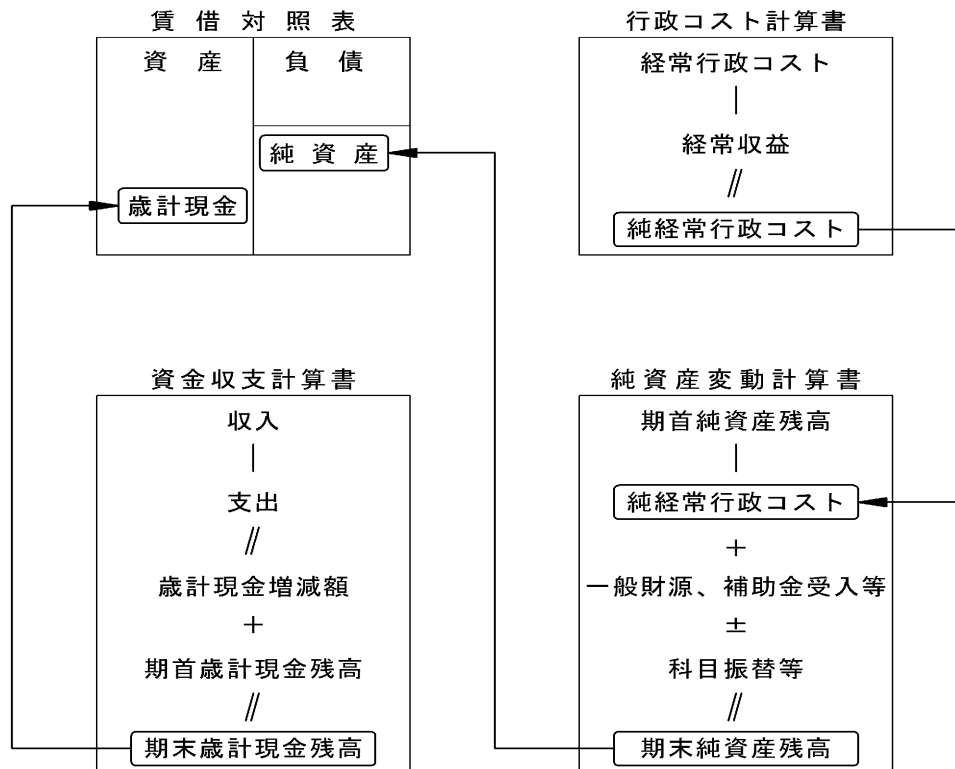 賃借対照表
資産
負債
純資産
歳計現金
行政コスト計算書
経常行政コスト
|
経常収益
//
純経常行政コスト
資金収支計算書
収入
|
支出
//
歳計現金増減額
+
期首歳計現金残高
//
期末歳計現金残高
純資産変動計算書
期首純資産残高
|
純経常行政コスト
+
一般財源、補助金受入等
±
科目振替等
//
期末純資産残高